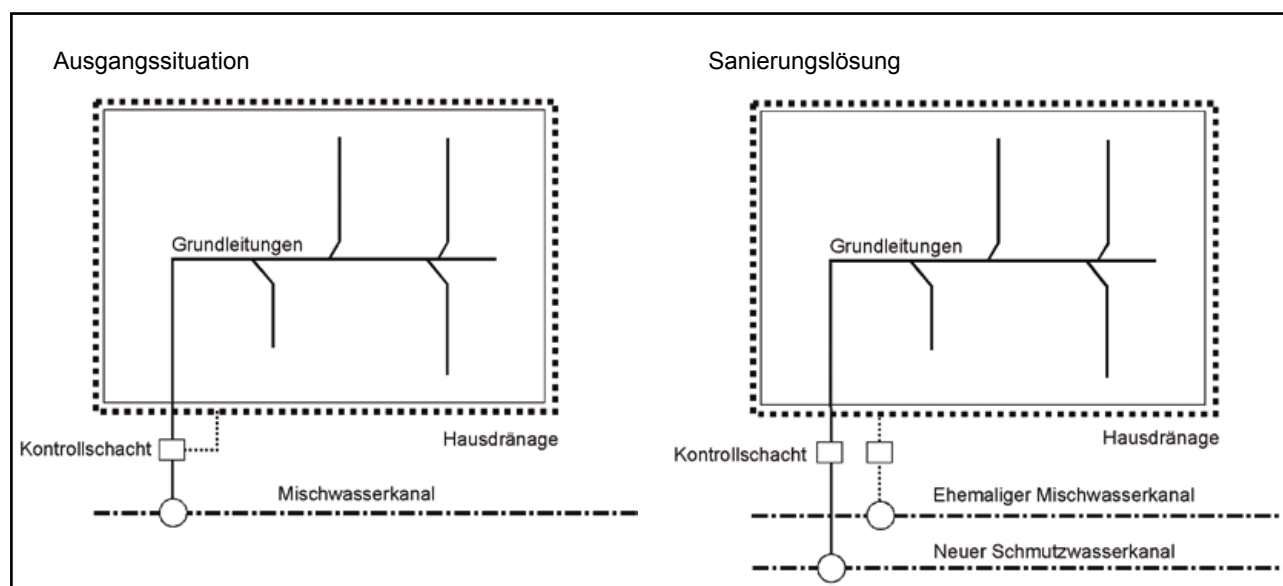 Ausgangssituation
Grundleitungen
Hausdränage
Kontrollschacht
Mischwasserkanal
Sanierungslösung
Grundleitungen
Hausdränage
Kontrollschacht
Ehemaliger Mischwasserkanal
Neuer Schmutzwasserkanal